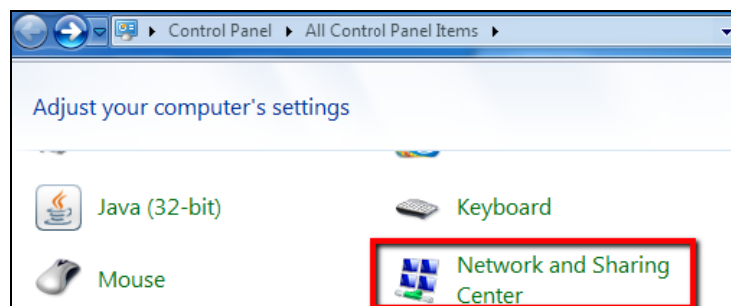 Control Panel All Control Panel Items
Adjust your computer's settings
Java (32-bit)
Keyboard
Mouse
Network and Sharing
Center